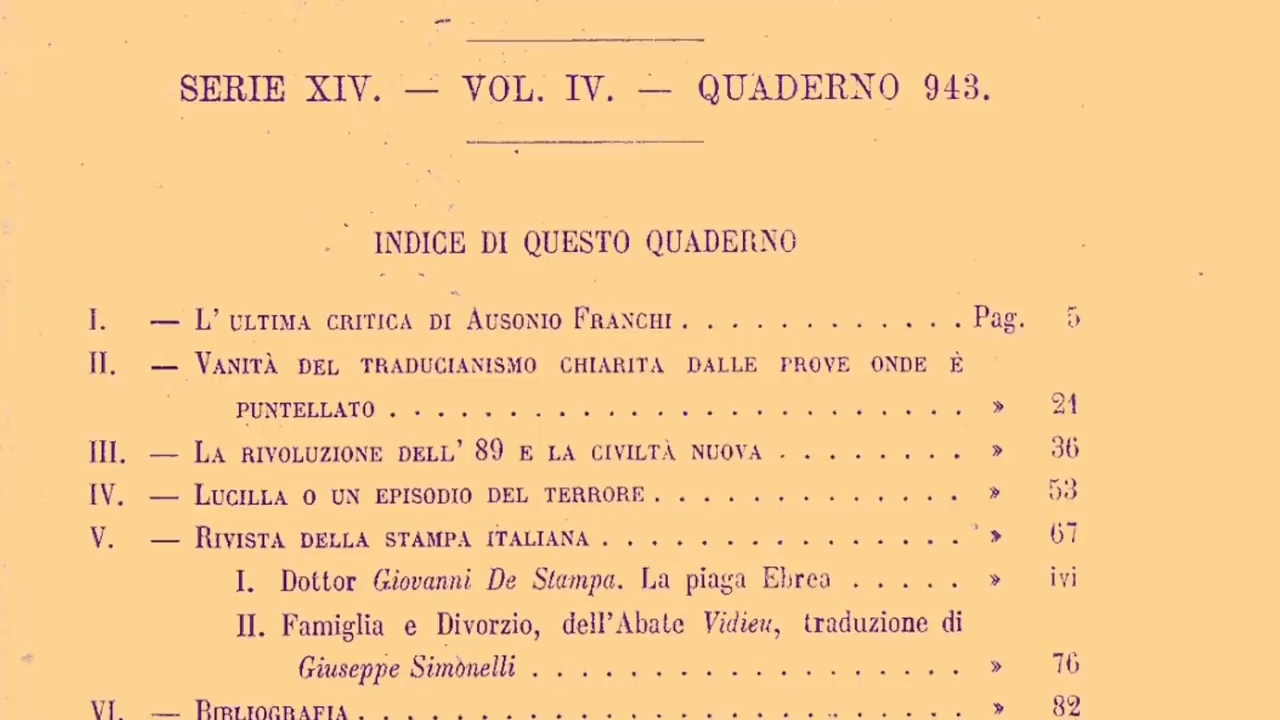 SERIE XIV. — VOL. IV. — QUADERNO 943.
INDICE DI QUESTO QUADERNO
I. — L' ULTIMA CRITICA DI AUSONIO FRANCHI . . . . . . . . . . . . Pag. 5
II. — VANITÀ DEL TRADUCIANISMO CHIARITA DALLE PROVE ONDE È
PUNTELLATO . . . . . . . . . . . . . . . . . . . » 21
III. — LA RIVOLUZIONE DELL' 89 E LA CIVILTÀ NUOVA . . . . . . . . » 36
IV. — LUCILLA O UN EPISODIO DEL TERRORE . . . . . . . . . . . . . » 53
V. — RIVISTA DELLA STAMPA ITALIANA . . . . . . . . . . . . . . . » 67
I. Dottor Giovanni De Stampa. La piaga Ebrea . . . . . » ivi
II. Famiglia e Divorzio, dell'Abate Vidieu, traduzione di
Giuseppe Simonelli . . . . . . . . . . . . . . . . . . » 76
VI. — BIBLIOGRAFIA . . . . . . . . . . . . . . . . . . . . » 82